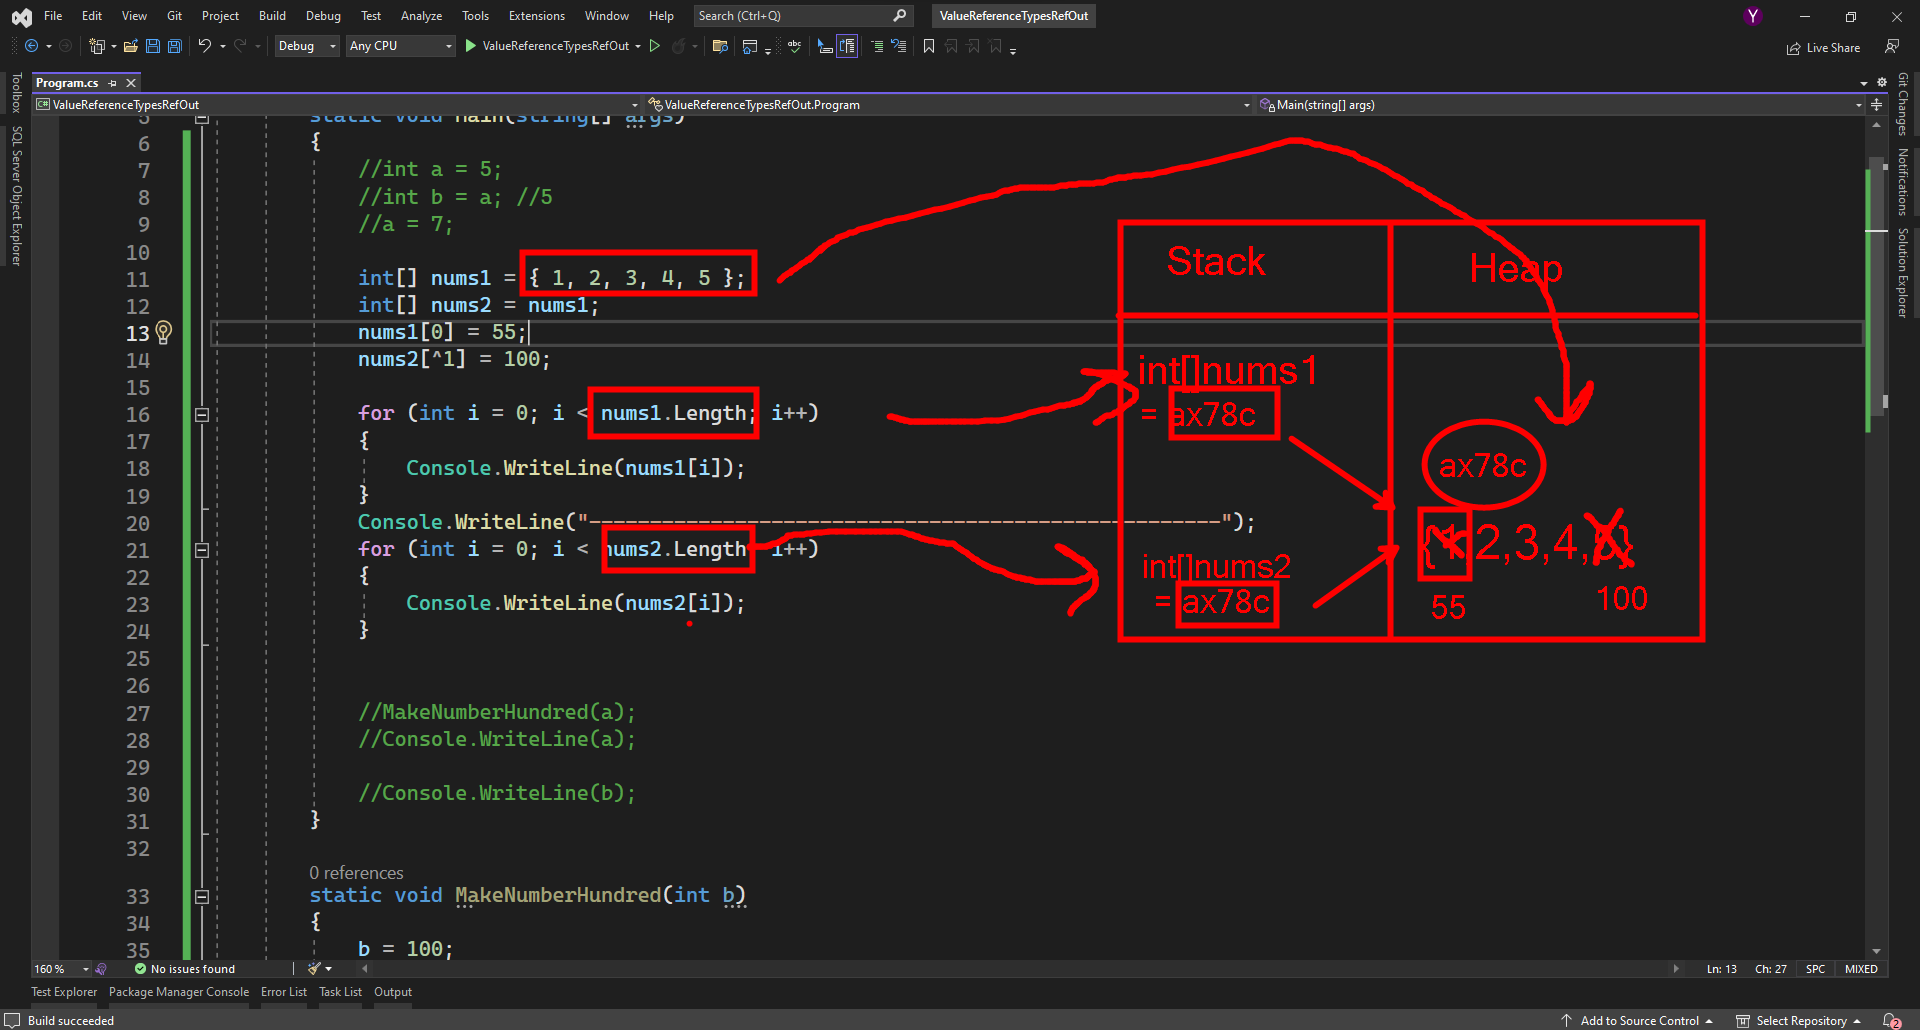 File Edit View Git Project Build Debug Test Analyze Tools Extensions Window Help Search (Ctrl+Q) ValueReferenceTypesRefOut Y
Debug Any CPU ValueReferenceTypesRefOut Live Share
Program.cs
ValueReferenceTypesRefOut ValueReferenceTypesRefOut.Program Main(string[] args)
Toolbox
SQL Server Object Explorer
Git Changes
Notifications
Solution Explorer
5 static void Main(string[] args)
6 {
7 //int a = 5;
8 //int b = a; //5
9 //a = 7;
10
11 int[] nums1 = { 1, 2, 3, 4, 5 };
12 int[] nums2 = nums1;
13 nums1[0] = 55;
14 nums2[^1] = 100;
15
16 for (int i = 0; i < nums1.Length; i++)
17 {
18 Console.WriteLine(nums1[i]);
19 }
20 Console.WriteLine("----------------------------------------------------");
21 for (int i = 0; i < nums2.Length i++)
22 {
23 Console.WriteLine(nums2[i]);
24 }
25
26
27 //MakeNumberHundred(a);
28 //Console.WriteLine(a);
29
30 //Console.WriteLine(b);
31 }
32
0 references
33 static void MakeNumberHundred(int b)
34 {
35 b = 100;
Stack Heap
int[]nums1
= ax78c
ax78c
{1,2,3,4,5}
int[]nums2
= ax78c
55 100
160 % No issues found Ln: 13 Ch: 27 SPC MIXED
Test Explorer Package Manager Console Error List Task List Output
Build succeeded Add to Source Control Select Repository 2